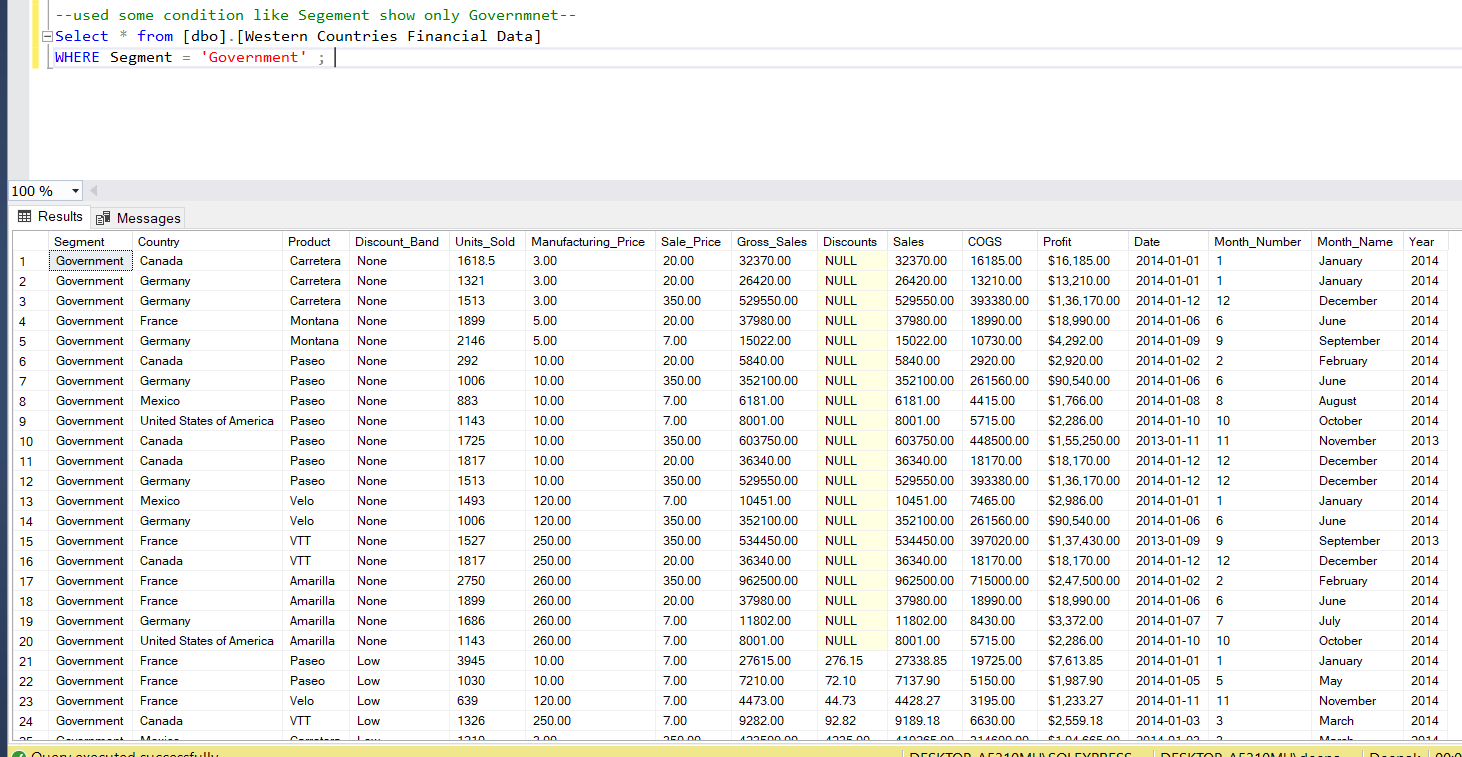 --used some condition like Segement show only Governmnet--
Select * from [dbo].[Western Countries Financial Data]
WHERE Segment = 'Government' ;
100 %
Results Messages
Segment Country Product Discount_Band Units_Sold Manufacturing_Price Sale_Price Gross_Sales Discounts Sales COGS Profit Date Month_Number Month_Name Year
1 Government Canada Carretera None 1618.5 3.00 20.00 32370.00 NULL 32370.00 16185.00 $16,185.00 2014-01-01 1 January 2014
2 Government Germany Carretera None 1321 3.00 20.00 26420.00 NULL 26420.00 13210.00 $13,210.00 2014-01-01 1 January 2014
3 Government Germany Carretera None 1513 3.00 350.00 529550.00 NULL 529550.00 393380.00 $1,36,170.00 2014-01-12 12 December 2014
4 Government France Montana None 1899 5.00 20.00 37980.00 NULL 37980.00 18990.00 $18,990.00 2014-01-06 6 June 2014
5 Government Germany Montana None 2146 5.00 7.00 15022.00 NULL 15022.00 10730.00 $4,292.00 2014-01-09 9 September 2014
6 Government Canada Paseo None 292 10.00 20.00 5840.00 NULL 5840.00 2920.00 $2,920.00 2014-01-02 2 February 2014
7 Government Germany Paseo None 1006 10.00 350.00 352100.00 NULL 352100.00 261560.00 $90,540.00 2014-01-06 6 June 2014
8 Government Mexico Paseo None 883 10.00 7.00 6181.00 NULL 6181.00 4415.00 $1,766.00 2014-01-08 8 August 2014
9 Government United States of America Paseo None 1143 10.00 7.00 8001.00 NULL 8001.00 5715.00 $2,286.00 2014-01-10 10 October 2014
10 Government Canada Paseo None 1725 10.00 350.00 603750.00 NULL 603750.00 448500.00 $1,55,250.00 2013-01-11 11 November 2013
11 Government Canada Paseo None 1817 10.00 20.00 36340.00 NULL 36340.00 18170.00 $18,170.00 2014-01-12 12 December 2014
12 Government Germany Paseo None 1513 10.00 350.00 529550.00 NULL 529550.00 393380.00 $1,36,170.00 2014-01-12 12 December 2014
13 Government Mexico Velo None 1493 120.00 7.00 10451.00 NULL 10451.00 7465.00 $2,986.00 2014-01-01 1 January 2014
14 Government Germany Velo None 1006 120.00 350.00 352100.00 NULL 352100.00 261560.00 $90,540.00 2014-01-06 6 June 2014
15 Government France VTT None 1527 250.00 350.00 534450.00 NULL 534450.00 397020.00 $1,37,430.00 2013-01-09 9 September 2013
16 Government Canada VTT None 1817 250.00 20.00 36340.00 NULL 36340.00 18170.00 $18,170.00 2014-01-12 12 December 2014
17 Government France Amarilla None 2750 260.00 350.00 962500.00 NULL 962500.00 715000.00 $2,47,500.00 2014-01-02 2 February 2014
18 Government France Amarilla None 1899 260.00 20.00 37980.00 NULL 37980.00 18990.00 $18,990.00 2014-01-06 6 June 2014
19 Government Germany Amarilla None 1686 260.00 7.00 11802.00 NULL 11802.00 8430.00 $3,372.00 2014-01-07 7 July 2014
20 Government United States of America Amarilla None 1143 260.00 7.00 8001.00 NULL 8001.00 5715.00 $2,286.00 2014-01-10 10 October 2014
21 Government France Paseo Low 3945 10.00 7.00 27615.00 276.15 27338.85 19725.00 $7,613.85 2014-01-01 1 January 2014
22 Government France Paseo Low 1030 10.00 7.00 7210.00 72.10 7137.90 5150.00 $1,987.90 2014-01-05 5 May 2014
23 Government France Velo Low 639 120.00 7.00 4473.00 44.73 4428.27 3195.00 $1,233.27 2014-01-11 11 November 2014
24 Government Canada VTT Low 1326 250.00 7.00 9282.00 92.82 9189.18 6630.00 $2,559.18 2014-01-03 3 March 2014
Query executed successfully